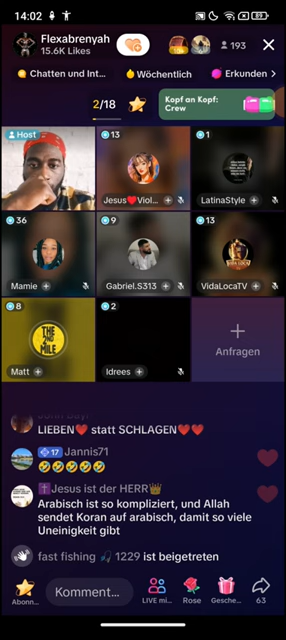 14:02
89
Flexabrenyah
15.6K Likes
193
Chatten und Int...
Wöchentlich
Erkunden
2/18
Kopf an Kopf:
Crew
Host
13
1
Jesus❤️Viol...
LatinaStyle
36
9
13
Mamie
Gabriel.S313
VidaLocaTV
8
2
THE
2ND
MILE
Matt
Idrees
Anfragen
LIEBEN❤️ statt SCHLAGEN❤️❤️
17 Jannis71
🤣🤣🤣🤣🤣
✝️Jesus ist der HERR👑
Arabisch ist so kompliziert, und Allah
sendet Koran auf arabisch, damit so viele
Uneinigkeit gibt
fast fishing 🎣 1229 ist beigetreten
Komment...
Abonn...
LIVE mi...
Rose
Gesche...
63